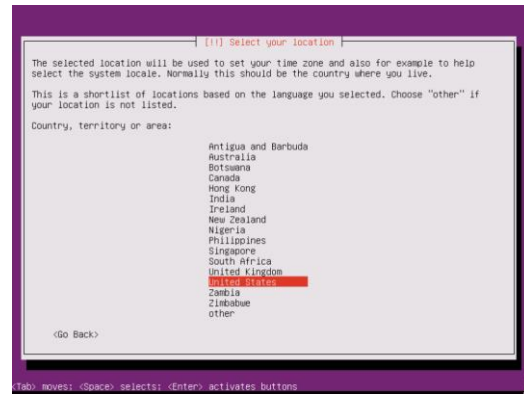 [!!] Select your location
The selected location will be used to set your time zone and also for example to help
select the system locale. Normally this should be the country where you live.
This is a shortlist of locations based on the language you selected. Choose "other" if
your location is not listed.
Country, territory or area:
Antigua and Barbuda
Australia
Botswana
Canada
Hong Kong
India
Ireland
New Zealand
Nigeria
Philippines
Singapore
South Africa
United Kingdom
United States
Zambia
Zimbabwe
other
<Go Back>
<Tab> moves; <Space> selects; <Enter> activates buttons